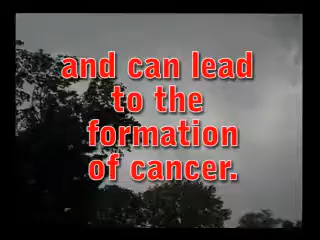 and can lead
to the
formation
of cancer.